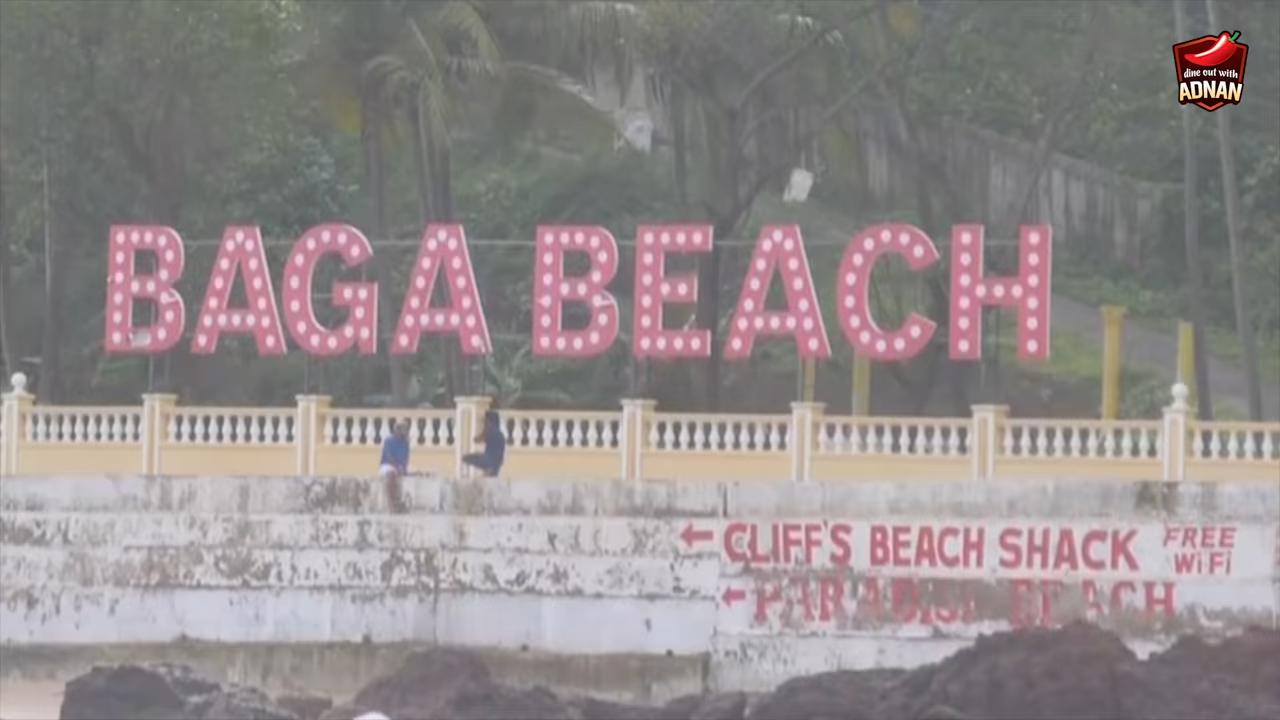 dine out with
ADNAN
BAGA BEACH
← CLIFF'S BEACH SHACK FREE WiFi
← PARADISE BEACH